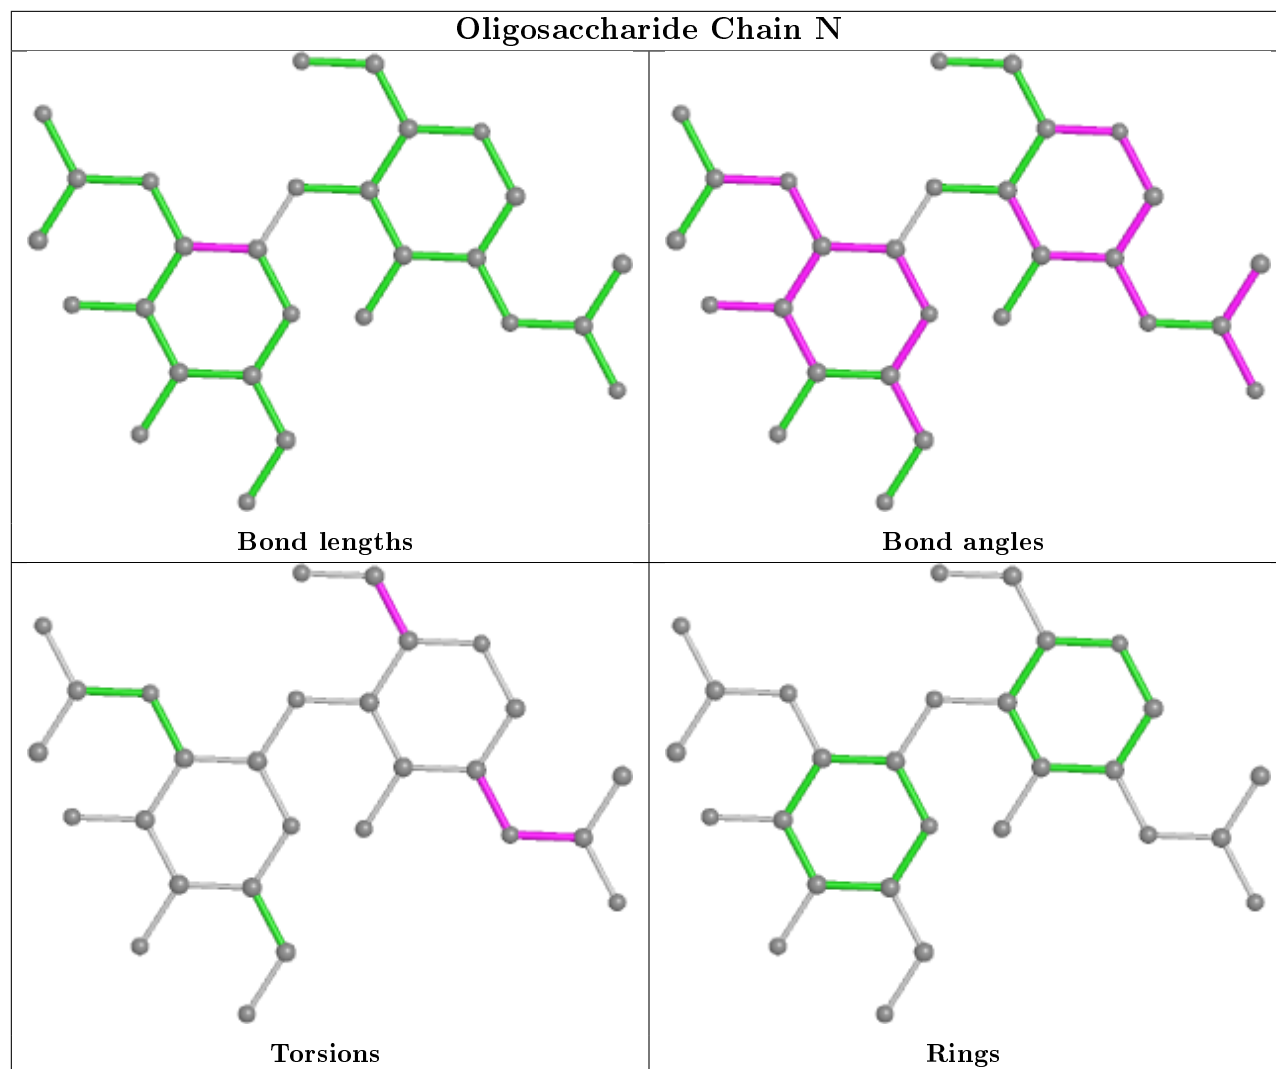 Oligosaccharide Chain N
Bond lengths
Bond angles
Torsions
Rings